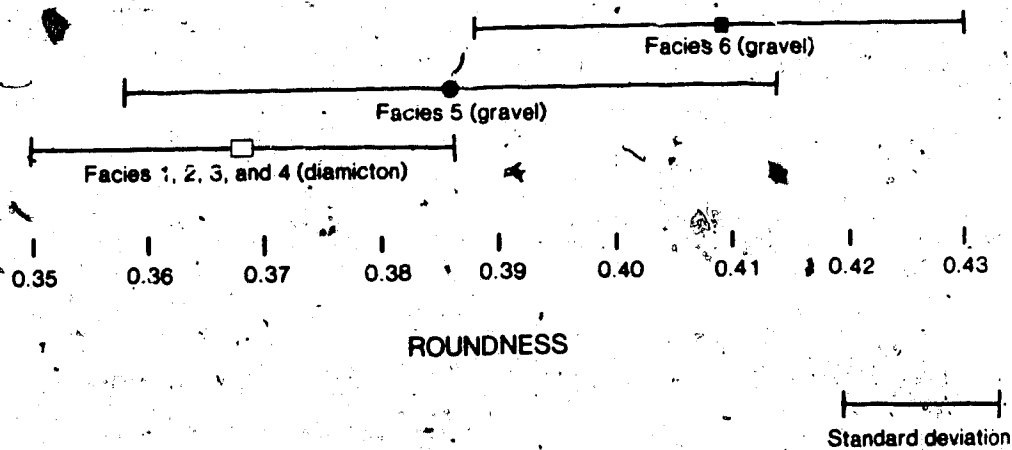 Facies 6 (gravel)
Facies 5 (gravel)
Facies 1, 2, 3, and 4 (diamicton)
0.35 0.36 0.37 0.38 0.39 0.40 0.41 0.42 0.43
ROUNDNESS
Standard deviation